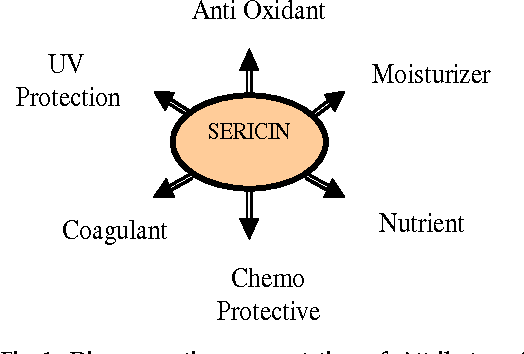 Anti Oxidant
UV
Protection
Moisturizer
SERICIN
Coagulant
Nutrient
Chemo
Protective